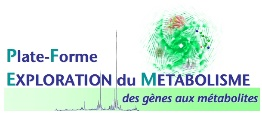 Plate-Forme
EXPLORATION du METABOLISME
des gènes aux métabolites